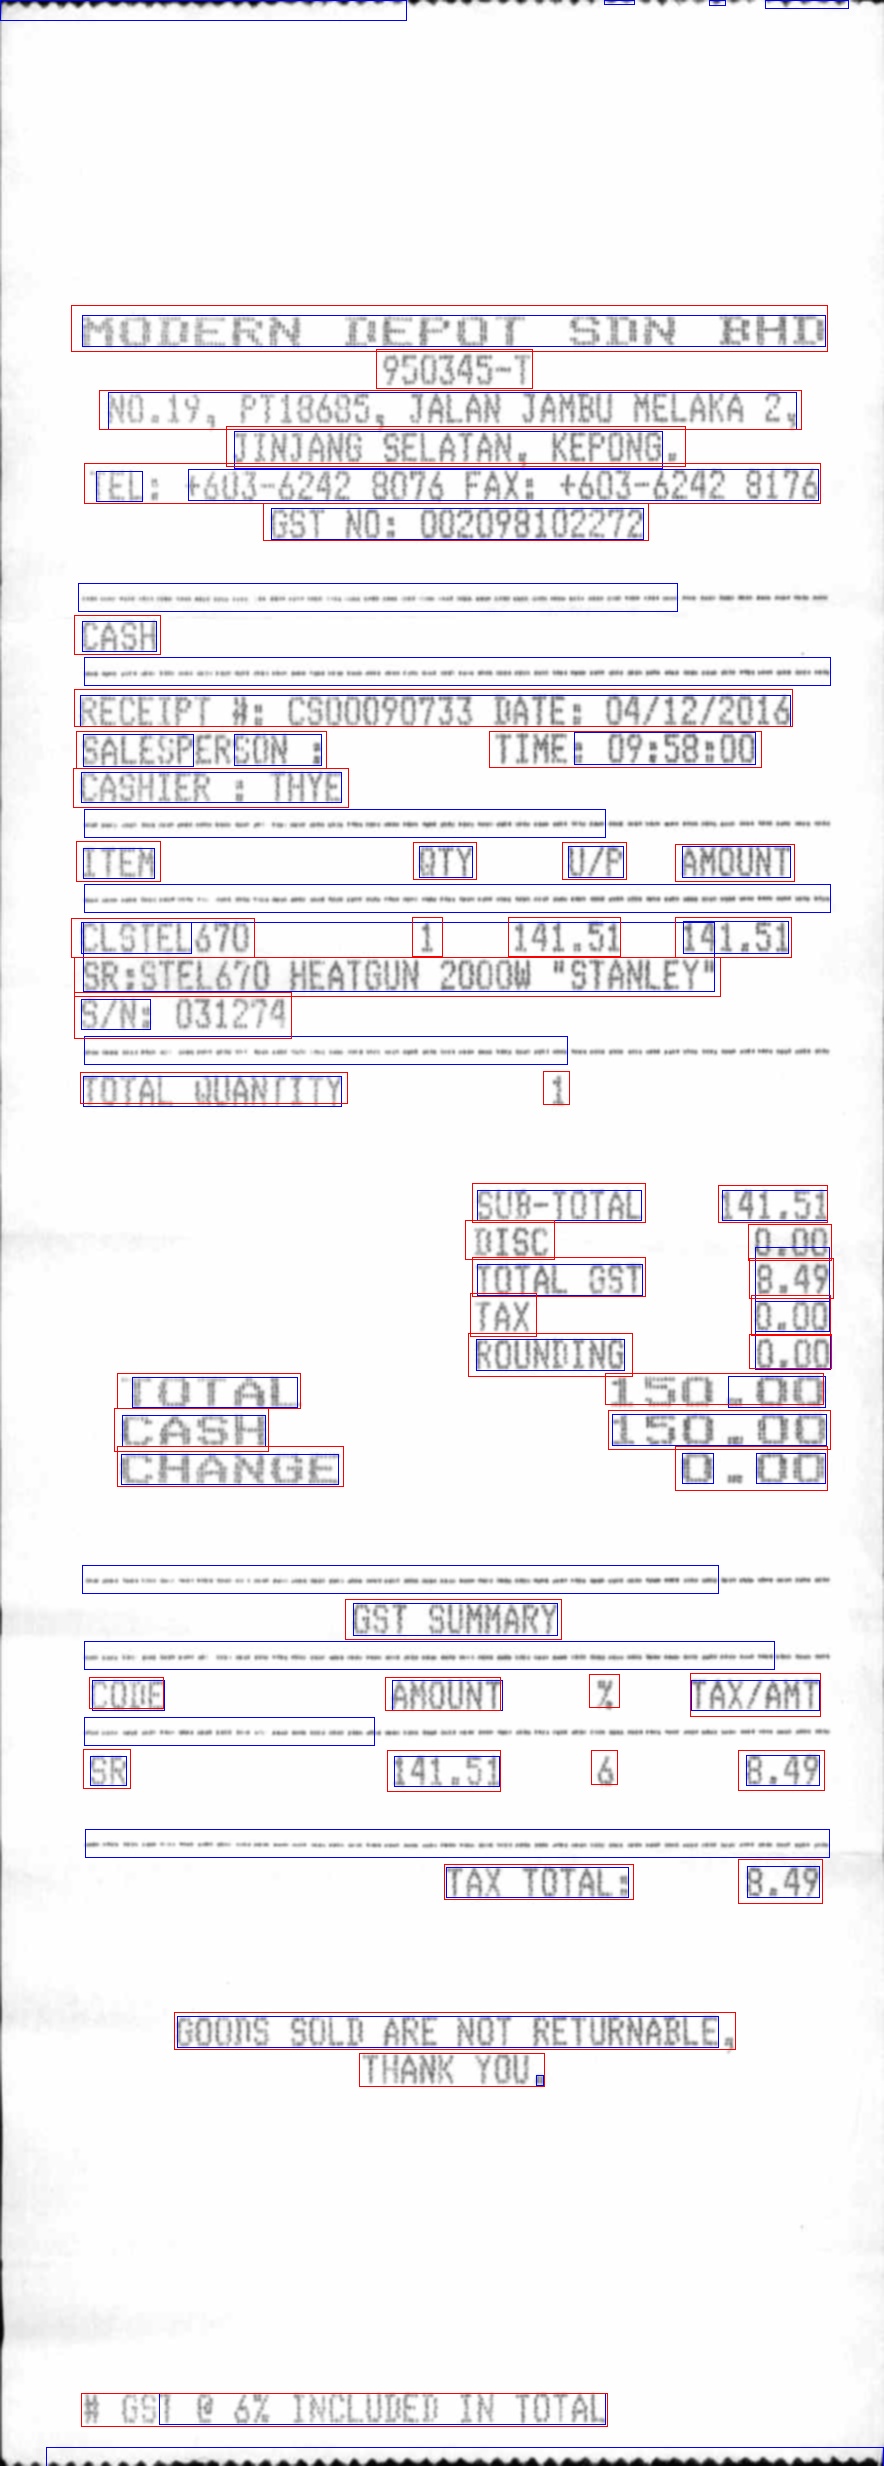 MODERN DEPOT SDN BHD
950345-T
NO.19, PT18685, JALAN JAMBU MELAKA 2,
JINJANG SELATAN, KEPONG.
TEL: +603-6242 8076 FAX: +603-6242 8176
GST NO: 002098102272
CASH
RECEIPT #: CS00090733 DATE: 04/12/2016
SALESPERSON : TIME: 09:58:00
CASHIER : THYE
ITEM QTY U/P AMOUNT
CLSTEL670 1 141.51 141.51
SR:STEL670 HEATGUN 2000W "STANLEY"
S/N: 031274
TOTAL QUANTITY 1
SUB-TOTAL 141.51
DISC 0.00
TOTAL GST 8.49
TAX 0.00
ROUNDING 0.00
TOTAL 150.00
CASH 150.00
CHANGE 0.00
GST SUMMARY
CODE AMOUNT % TAX/AMT
SR 141.51 6 8.49
TAX TOTAL: 8.49
GOODS SOLD ARE NOT RETURNABLE,
THANK YOU.
# GST @ 6% INCLUDED IN TOTAL